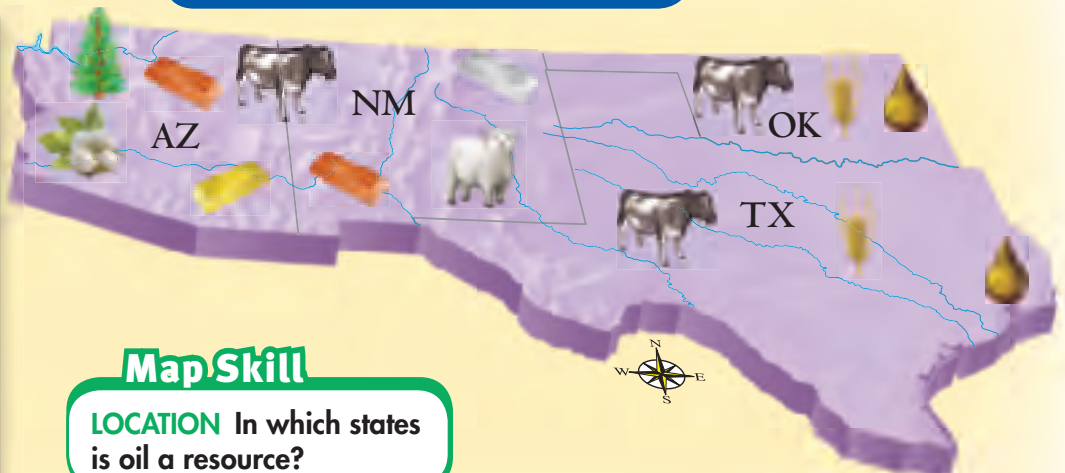 AZ
NM
OK
TX
N
W E
S
Map Skill
LOCATION In which states
is oil a resource?